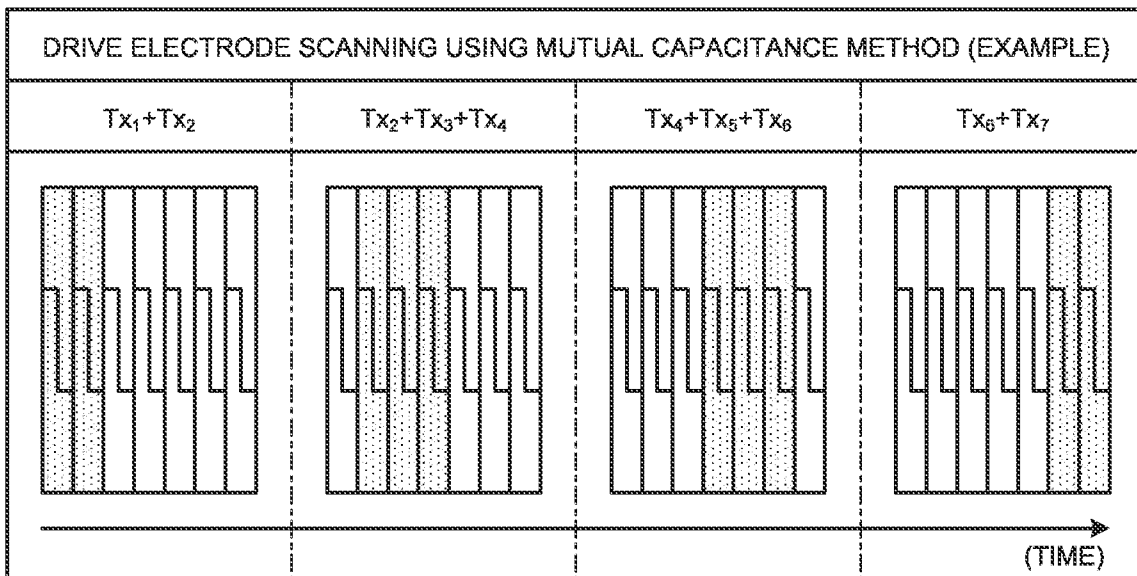 DRIVE ELECTRODE SCANNING USING MUTUAL CAPACITANCE METHOD (EXAMPLE)
Tx₁+Tx₂
Tx₂+Tx₃+Tx₄
Tx₄+Tx₅+Tx₆
Tx₆+Tx₇
(TIME)